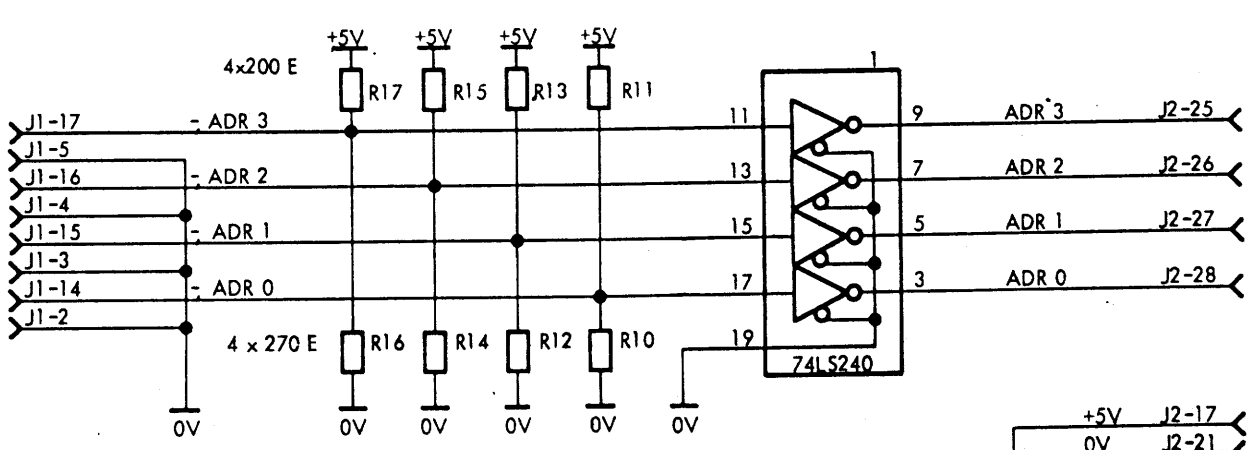 +5V +5V +5V +5V
4x200 E
R17 R15 R13 R11
1
J1-17 - ADR 3 11 9 ADR 3 J2-25
J1-5
J1-16 - ADR 2 13 7 ADR 2 J2-26
J1-4
J1-15 - ADR 1 15 5 ADR 1 J2-27
J1-3
J1-14 - ADR 0 17 3 ADR 0 J2-28
J1-2
4 x 270 E R16 R14 R12 R10
19
74LS240
0V 0V 0V 0V 0V 0V
+5V J2-17
0V J2-21